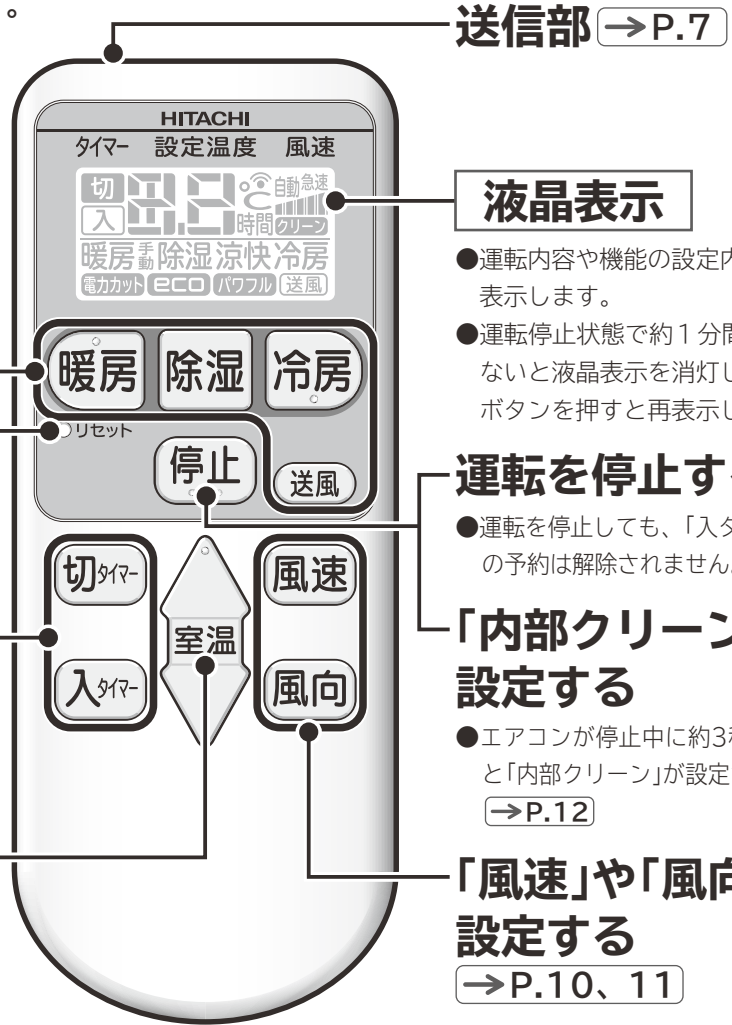 。
送信部 →P.7
HITACHI
タイマー 設定温度 風速
切 8.8 ℃ 自動 急速
入 時間 クリーン
暖房 手動 除湿 涼快 冷房
電力カット eco パワフル 送風
液晶表示
●運転内容や機能の設定内
表示します。
●運転停止状態で約1分間
ないと液晶表示を消灯し
ボタンを押すと再表示し
暖房 除湿 冷房
リセット
停止 送風
運転を停止す
●運転を停止しても、「入タ
の予約は解除されません
切タイマー 風速
室温
入タイマー 風向
「内部クリーン
設定する
●エアコンが停止中に約3
と「内部クリーン」が設定
→P.12
「風速」や「風向
設定する
→P.10、11